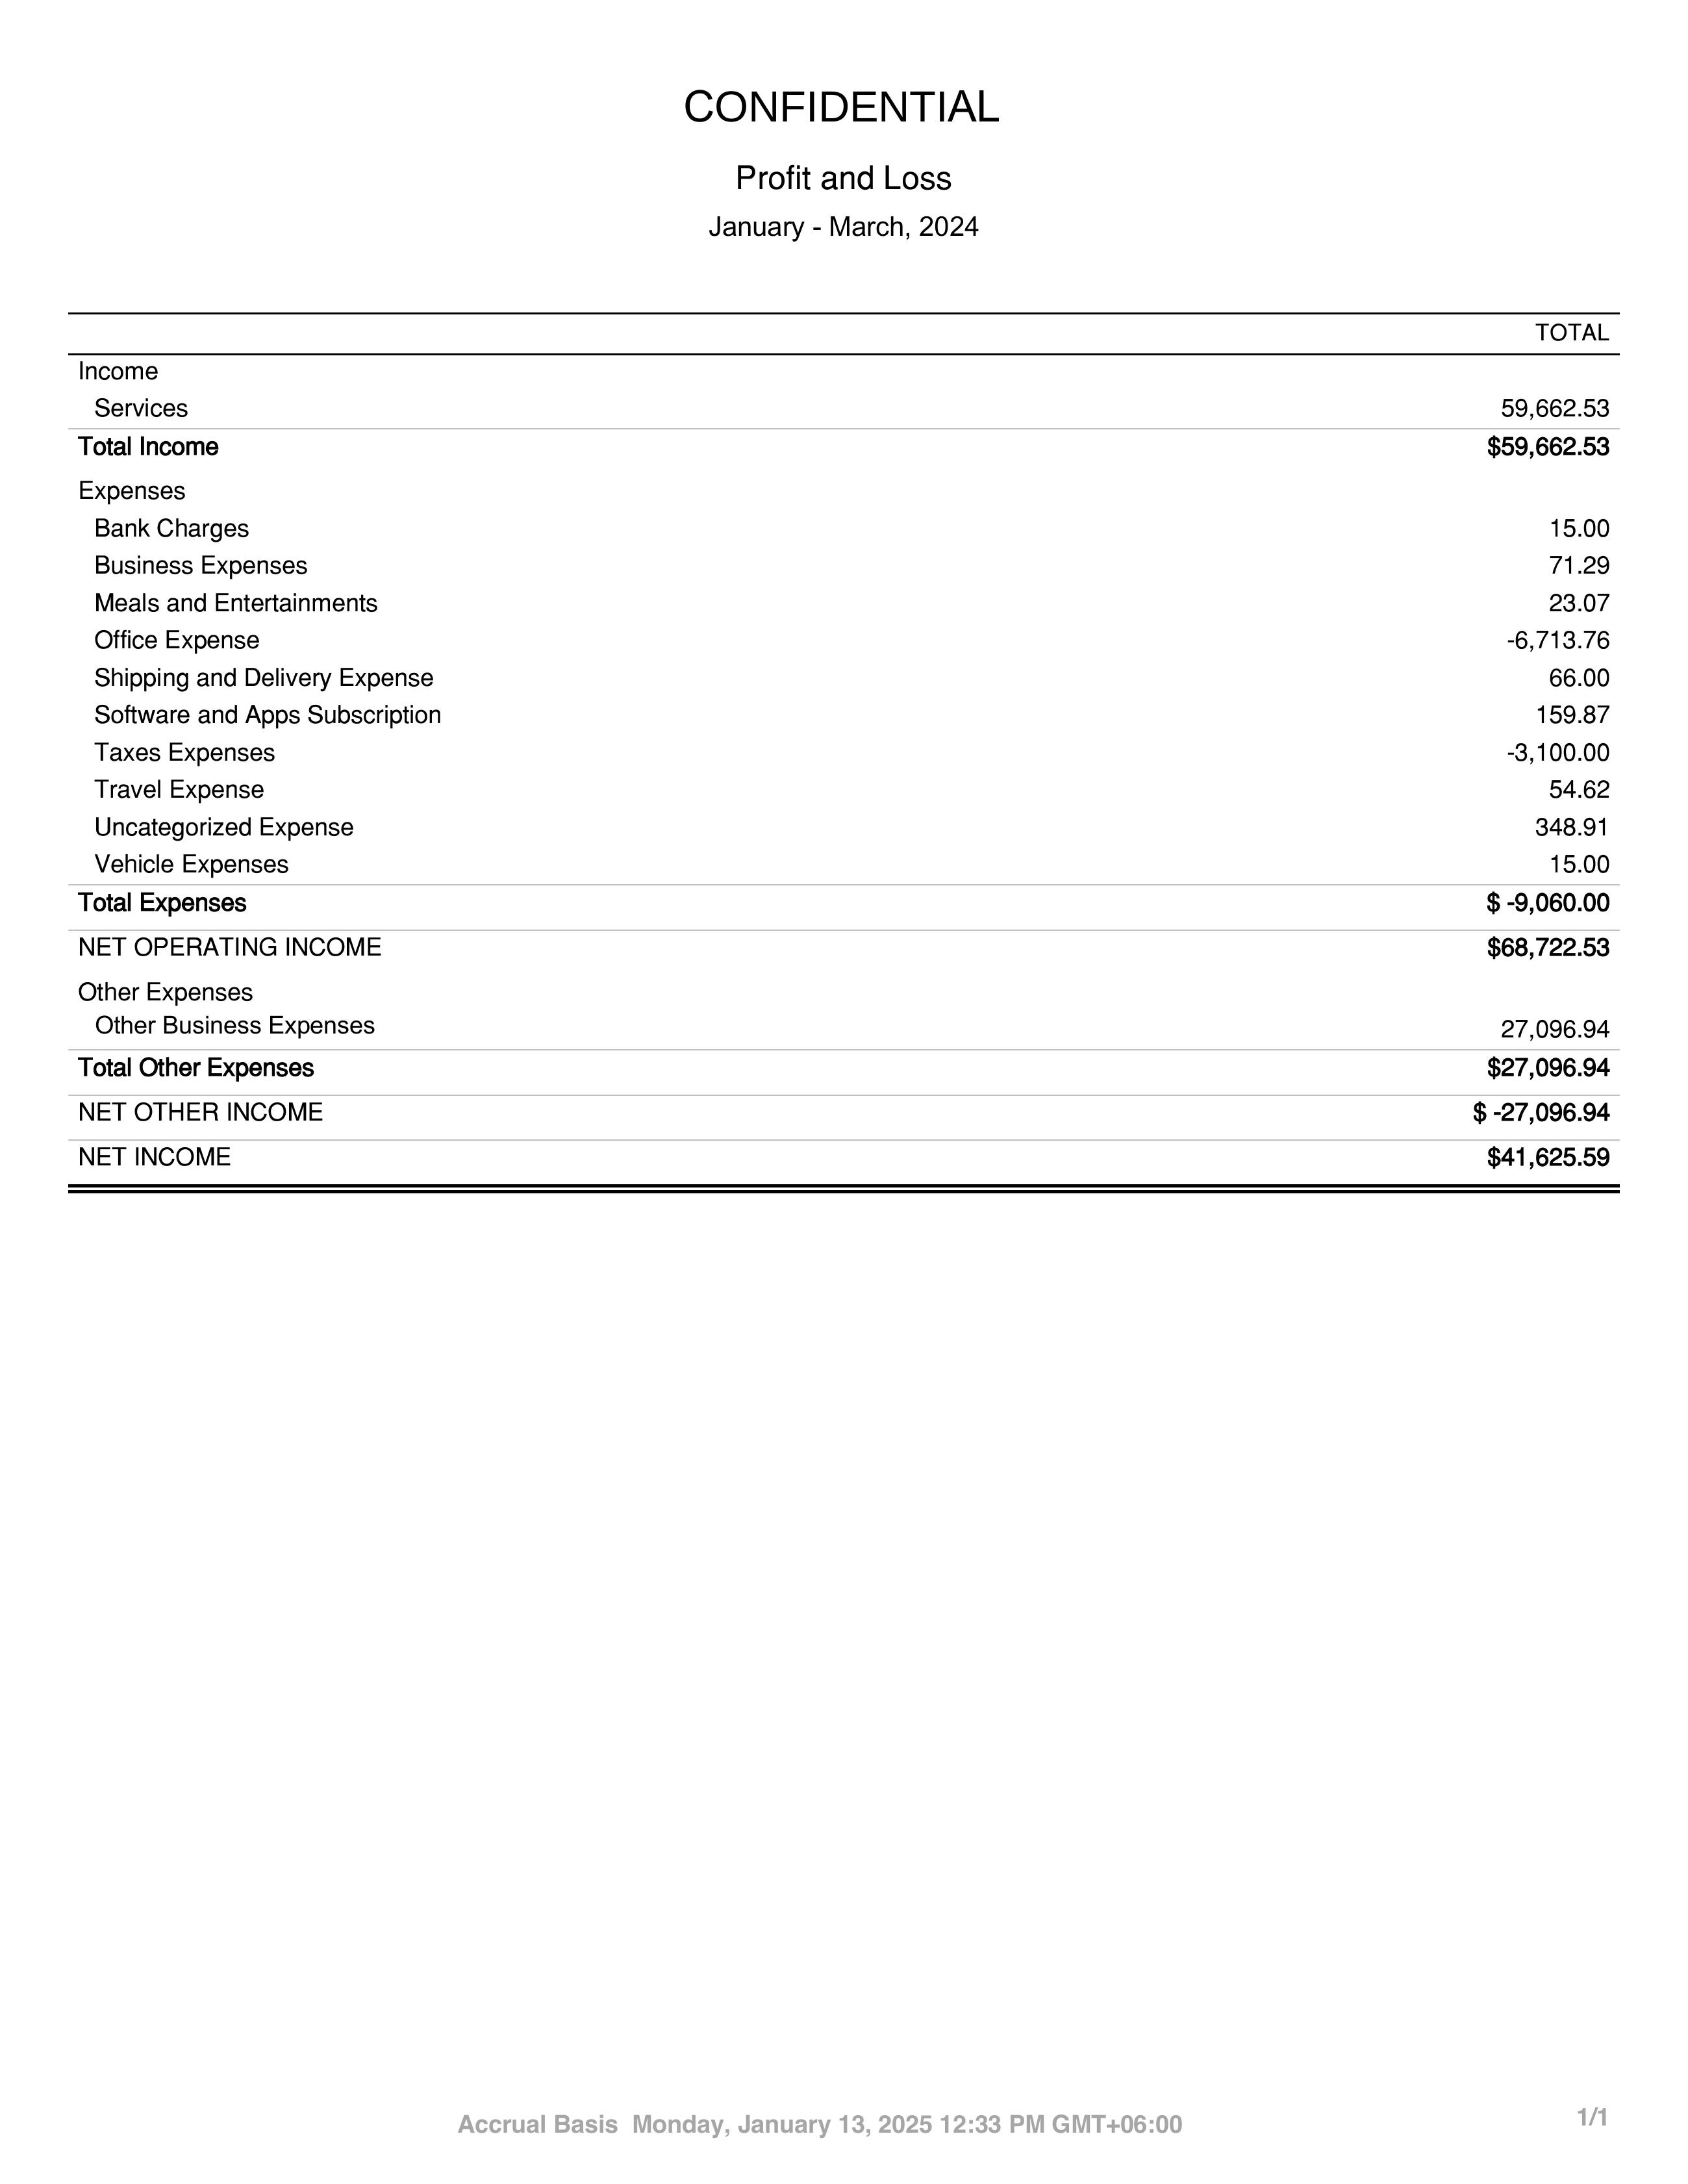 CONFIDENTIAL
Profit and Loss
January - March, 2024
TOTAL
Income
Services 59,662.53
Total Income $59,662.53
Expenses
Bank Charges 15.00
Business Expenses 71.29
Meals and Entertainments 23.07
Office Expense -6,713.76
Shipping and Delivery Expense 66.00
Software and Apps Subscription 159.87
Taxes Expenses -3,100.00
Travel Expense 54.62
Uncategorized Expense 348.91
Vehicle Expenses 15.00
Total Expenses $ -9,060.00
NET OPERATING INCOME $68,722.53
Other Expenses
Other Business Expenses 27,096.94
Total Other Expenses $27,096.94
NET OTHER INCOME $ -27,096.94
NET INCOME $41,625.59
Accrual Basis Monday, January 13, 2025 12:33 PM GMT+06:00 1/1